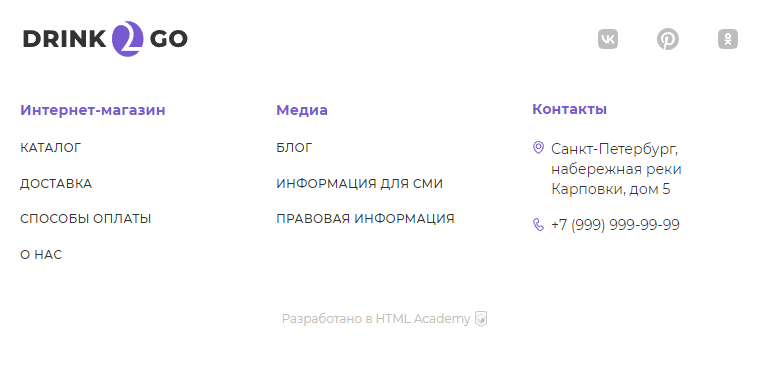 DRINK 2 GO
Интернет-магазин
КАТАЛОГ
ДОСТАВКА
СПОСОБЫ ОПЛАТЫ
О НАС
Медиа
БЛОГ
ИНФОРМАЦИЯ ДЛЯ СМИ
ПРАВОВАЯ ИНФОРМАЦИЯ
Контакты
Санкт-Петербург,
набережная реки
Карповки, дом 5
+7 (999) 999-99-99
Разработано в HTML Academy